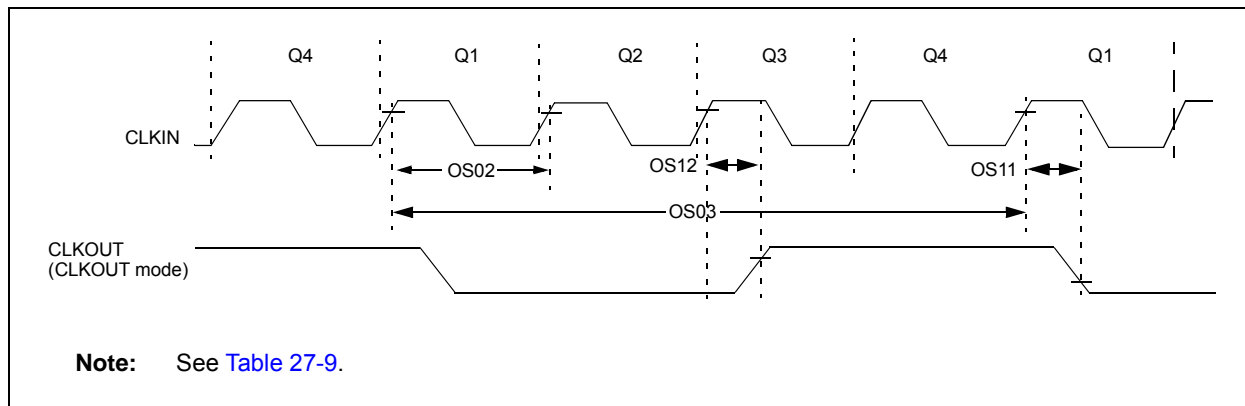 Q4 Q1 Q2 Q3 Q4 Q1
CLKIN
OS02
OS12
OS11
OS03
CLKOUT
(CLKOUT mode)
Note: See Table 27-9.